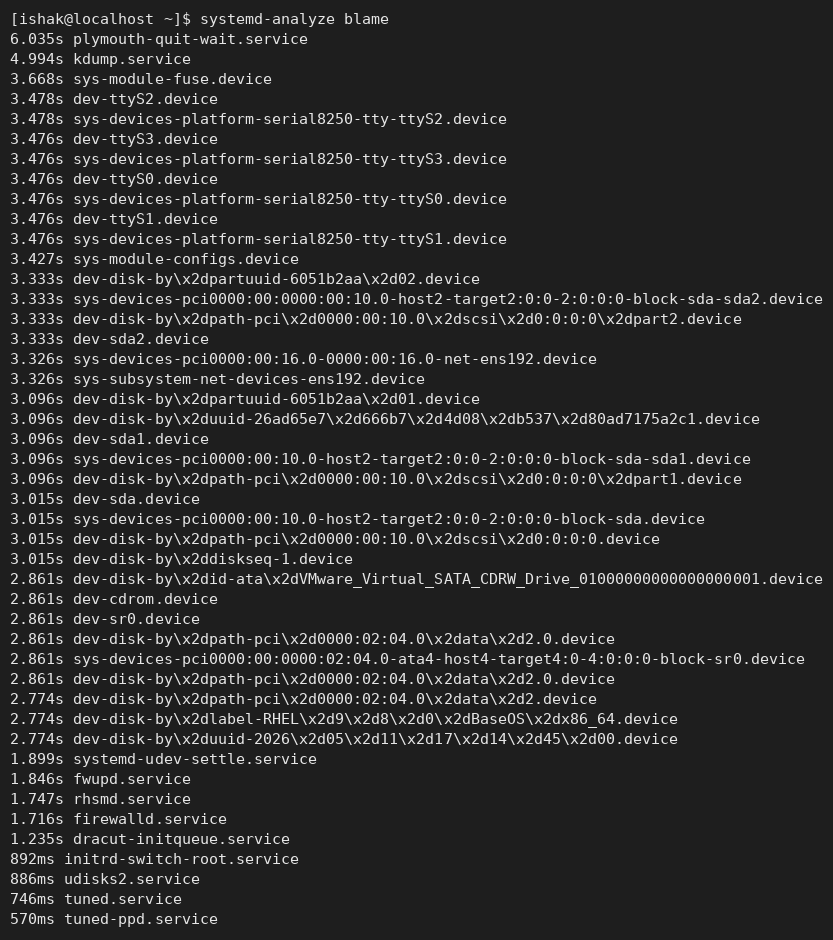 [ishak@localhost ~]$ systemd-analyze blame
6.035s plymouth-quit-wait.service
4.994s kdump.service
3.668s sys-module-fuse.device
3.478s dev-ttyS2.device
3.478s sys-devices-platform-serial8250-tty-ttyS2.device
3.476s dev-ttyS3.device
3.476s sys-devices-platform-serial8250-tty-ttyS3.device
3.476s dev-ttyS0.device
3.476s sys-devices-platform-serial8250-tty-ttyS0.device
3.476s dev-ttyS1.device
3.476s sys-devices-platform-serial8250-tty-ttyS1.device
3.427s sys-module-configs.device
3.333s dev-disk-by\x2dpartuuid-6051b2aa\x2d02.device
3.333s sys-devices-pci0000:00:0000:00:10.0-host2-target2:0:0-2:0:0:0-block-sda-sda2.device
3.333s dev-disk-by\x2dpath-pci\x2d0000:00:10.0\x2dscsi\x2d0:0:0:0\x2dpart2.device
3.333s dev-sda2.device
3.326s sys-devices-pci0000:00:16.0-0000:00:16.0-net-ens192.device
3.326s sys-subsystem-net-devices-ens192.device
3.096s dev-disk-by\x2dpartuuid-6051b2aa\x2d01.device
3.096s dev-disk-by\x2duuid-26ad65e7\x2d666b7\x2d4d08\x2db537\x2d80ad7175a2c1.device
3.096s dev-sda1.device
3.096s sys-devices-pci0000:00:10.0-host2-target2:0:0-2:0:0:0-block-sda-sda1.device
3.096s dev-disk-by\x2dpath-pci\x2d0000:00:10.0\x2dscsi\x2d0:0:0:0\x2dpart1.device
3.015s dev-sda.device
3.015s sys-devices-pci0000:00:10.0-host2-target2:0:0-2:0:0:0-block-sda.device
3.015s dev-disk-by\x2dpath-pci\x2d0000:00:10.0\x2dscsi\x2d0:0:0:0.device
3.015s dev-disk-by\x2ddiskseq-1.device
2.861s dev-disk-by\x2did-ata\x2dVMware_Virtual_SATA_CDRW_Drive_01000000000000000001.device
2.861s dev-cdrom.device
2.861s dev-sr0.device
2.861s dev-disk-by\x2dpath-pci\x2d0000:02:04.0\x2data\x2d2.0.device
2.861s sys-devices-pci0000:00:0000:02:04.0-ata4-host4-target4:0-4:0:0:0-block-sr0.device
2.861s dev-disk-by\x2dpath-pci\x2d0000:02:04.0\x2data\x2d2.0.device
2.774s dev-disk-by\x2dpath-pci\x2d0000:02:04.0\x2data\x2d2.device
2.774s dev-disk-by\x2dlabel-RHEL\x2d9\x2d8\x2d0\x2dBaseOS\x2dx86_64.device
2.774s dev-disk-by\x2duuid-2026\x2d05\x2d11\x2d17\x2d14\x2d45\x2d00.device
1.899s systemd-udev-settle.service
1.846s fwupd.service
1.747s rhsmd.service
1.716s firewalld.service
1.235s dracut-initqueue.service
892ms initrd-switch-root.service
886ms udisks2.service
746ms tuned.service
570ms tuned-ppd.service